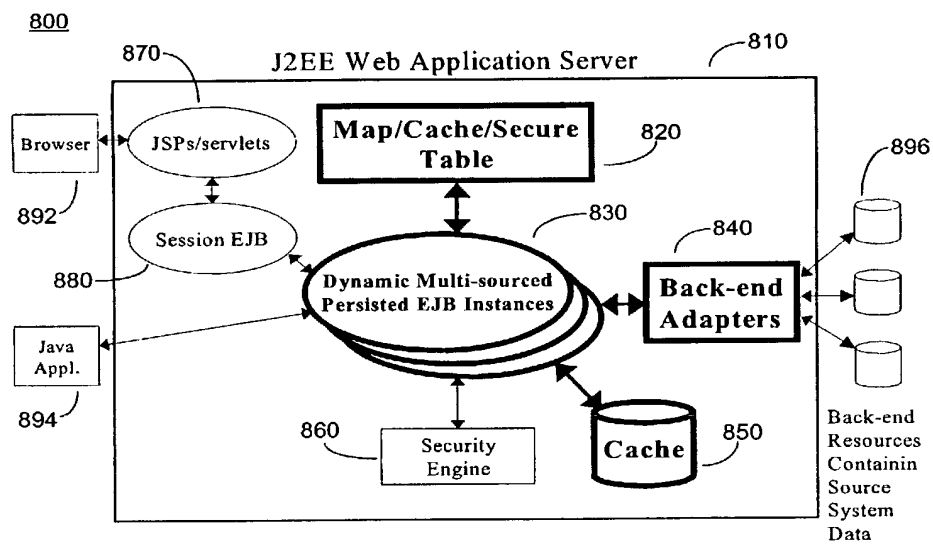 800
870
810
J2EE Web Application Server
Browser
JSPs/servlets
Map/Cache/Secure
Table
820
896
892
830
Session EJB
840
880
Dynamic Multi-sourced
Persisted EJB Instances
Back-end
Adapters
Java
Appl.
894
860
Security
Engine
Cache
850
Back-end
Resources
Containin
Source
System
Data